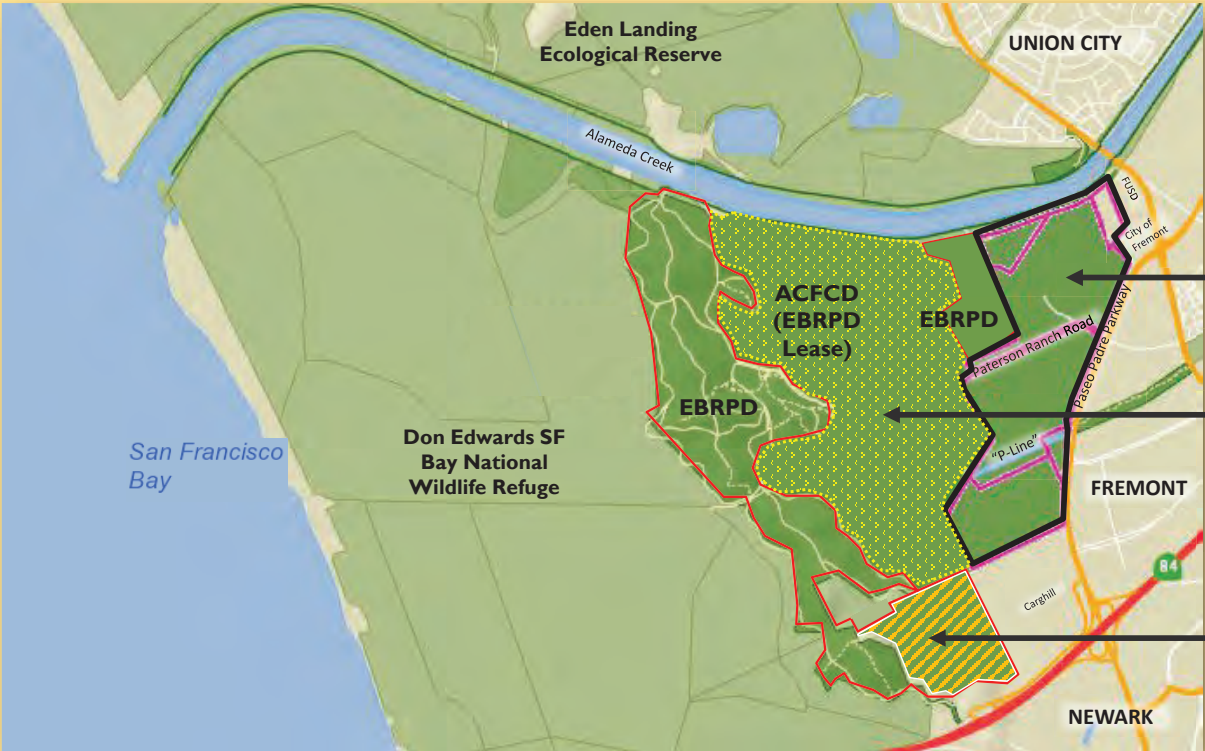 Eden Landing
Ecological Reserve
UNION CITY
Alameda Creek
FUSD
City of
Fremont
ACFCD
(EBRPD
Lease)
EBRPD
Paterson Ranch Road
Paseo Padre Parkway
EBRPD
Don Edwards SF
Bay National
Wildlife Refuge
San Francisco
Bay
"P-Line"
FREMONT
84
Carghill
NEWARK